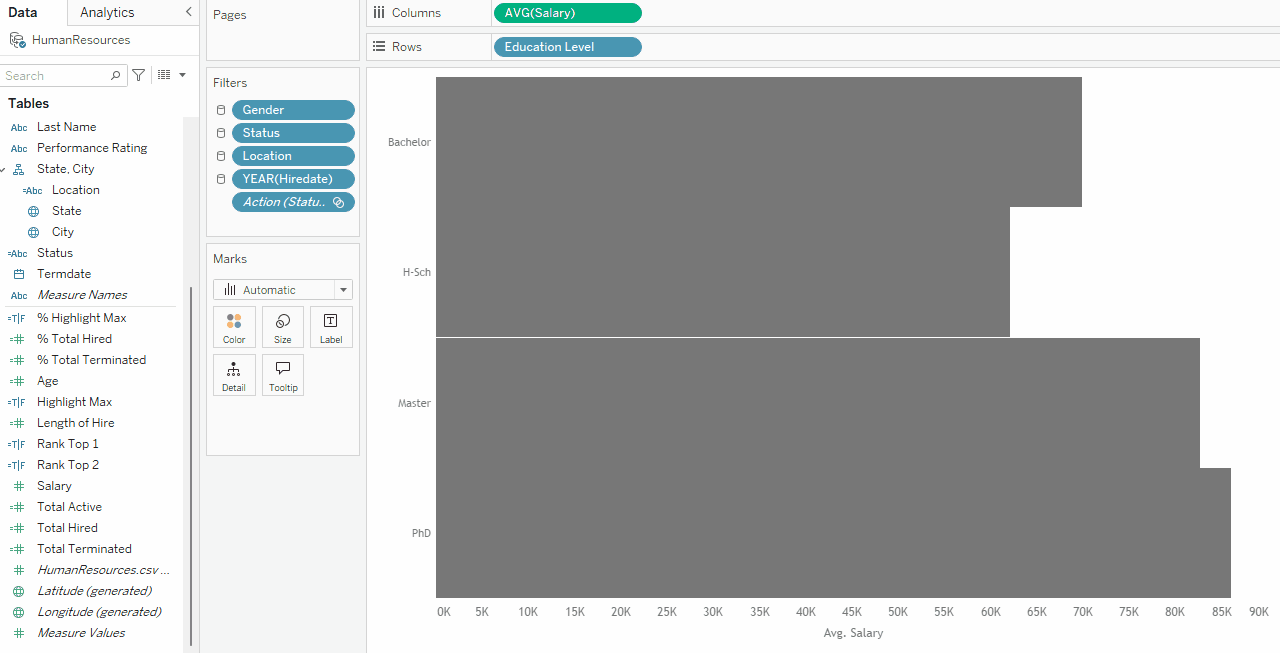 Data
Analytics
HumanResources
Search
Tables
Abc Last Name
Abc Performance Rating
State, City
=Abc Location
State
City
=Abc Status
Termdate
Abc Measure Names
=T|F % Highlight Max
=# % Total Hired
=# % Total Terminated
=# Age
=T|F Highlight Max
=# Length of Hire
=T|F Rank Top 1
=T|F Rank Top 2
# Salary
=# Total Active
=# Total Hired
=# Total Terminated
# HumanResources.csv ...
Latitude (generated)
Longitude (generated)
# Measure Values
Pages
Filters
Gender
Status
Location
YEAR(Hiredate)
Action (Statu..
Marks
Automatic
Color
Size
T
Label
Detail
Tooltip
Columns
AVG(Salary)
Rows
Education Level
Bachelor
H-Sch
Master
PhD
0K 5K 10K 15K 20K 25K 30K 35K 40K 45K 50K 55K 60K 65K 70K 75K 80K 85K 90K
Avg. Salary